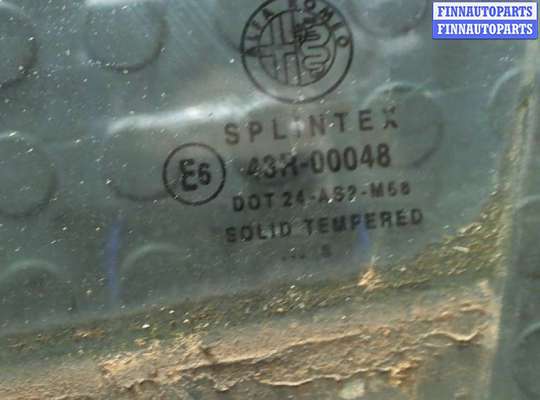 FINNAUTOPARTS
FINNAUTOPARTS
ALFA ROMEO
SPLINTEX
E6
43R-00048
DOT 24-AS2-M58
SOLID TEMPERED